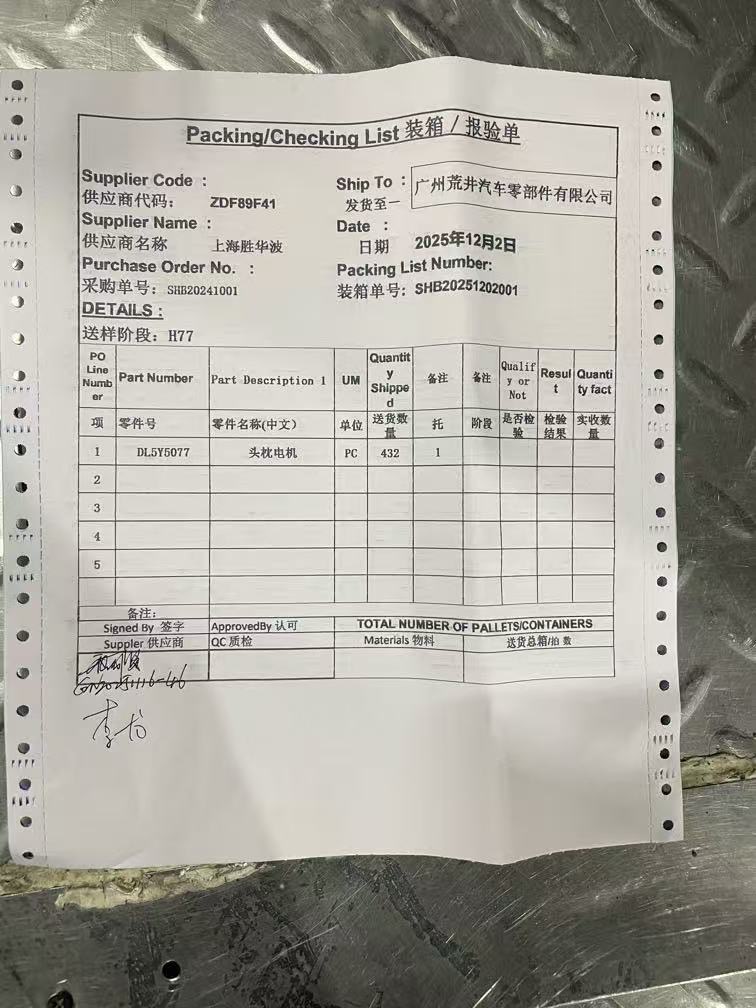 Packing/Checking List 装箱 / 报验单
Supplier Code :
供应商代码: ZDF89F41
Ship To :
发货至一 广州荒井汽车零部件有限公司
Supplier Name :
供应商名称 上海胜华波
Date :
日期 2025年12月2日
Purchase Order No. :
采购单号: SHB20241001
Packing List Number:
装箱单号: SHB20251202001
DETAILS :
送样阶段: H77
PO Line Number Part Number Part Description 1 UM Quantity Shipped 备注 备注 Qualify or Not Result Quantity fact
项 零件号 零件名称(中文) 单位 送货数量 托 阶段 是否检验 检验结果 实收数量
1 DL5Y5077 头枕电机 PC 432 1
2
3
4
5
备注:
Signed By 签字 ApprovedBy 认可 TOTAL NUMBER OF PALLETS/CONTAINERS
Suppler 供应商 QC 质检 Materials 物料 送货总箱/拍 数
李龙